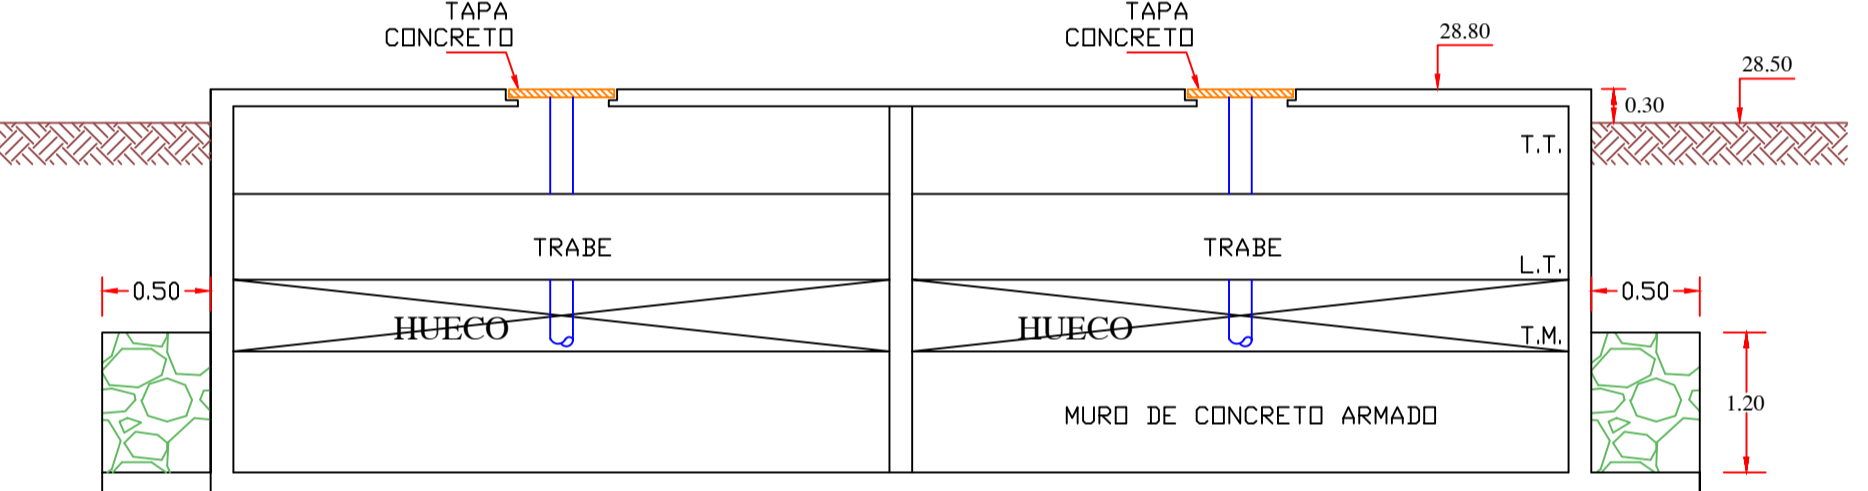 TAPA
CONCRETO
TAPA
CONCRETO
28.80
28.50
0.30
T.T.
TRABE
TRABE
L.T.
0.50
0.50
HUECO
HUECO
T.M.
1.20
MURO DE CONCRETO ARMADO